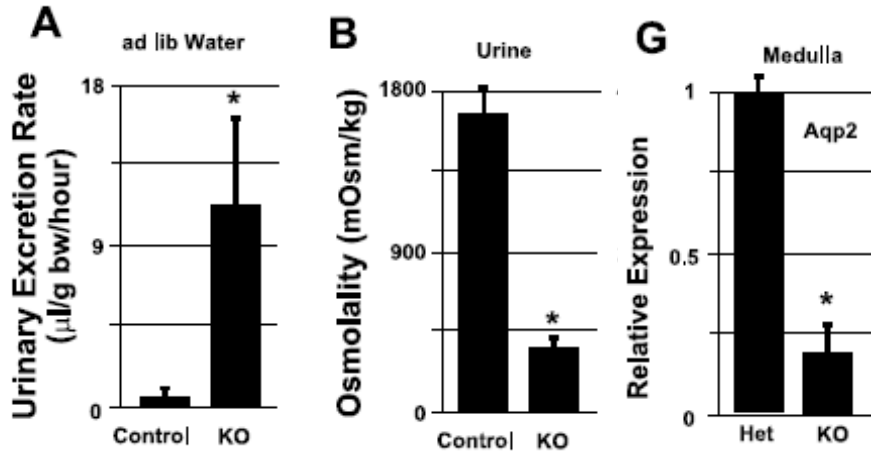 A
ad lib Water
Urinary Excretion Rate
(µl/g bw/hour)
18
9
0
*
Control KO
B
Urine
Osmolality (mOsm/kg)
1800
900
0
*
Control KO
G
Medulla
Aqp2
Relative Expression
1
0.5
0
*
Het KO